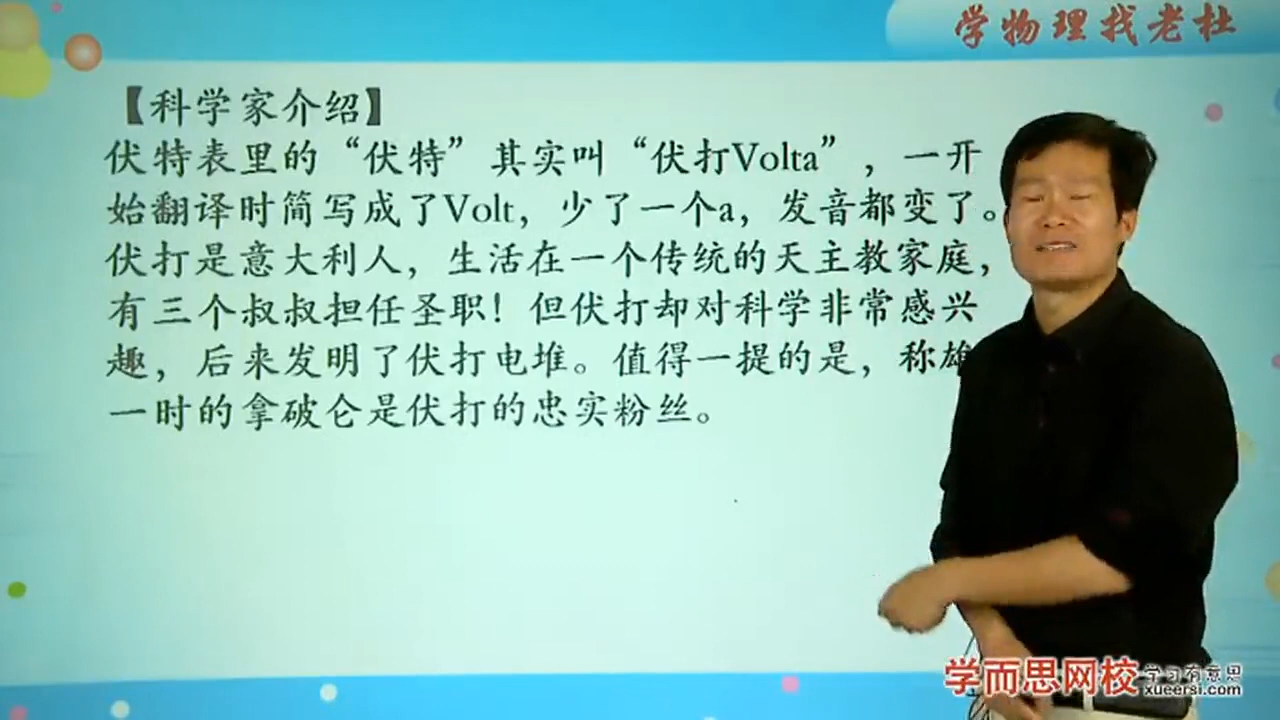 学物理找老杜
【科学家介绍】
伏特表里的“伏特”其实叫“伏打Volta”，一开
始翻译时简写成了Volt，少了一个a，发音都变了。
伏打是意大利人，生活在一个传统的天主教家庭，
有三个叔叔担任圣职！但伏打却对科学非常感兴
趣，后来发明了伏打电堆。值得一提的是，称雄
一时的拿破仑是伏打的忠实粉丝。
学而思网校 学习有意思
xueersi.com